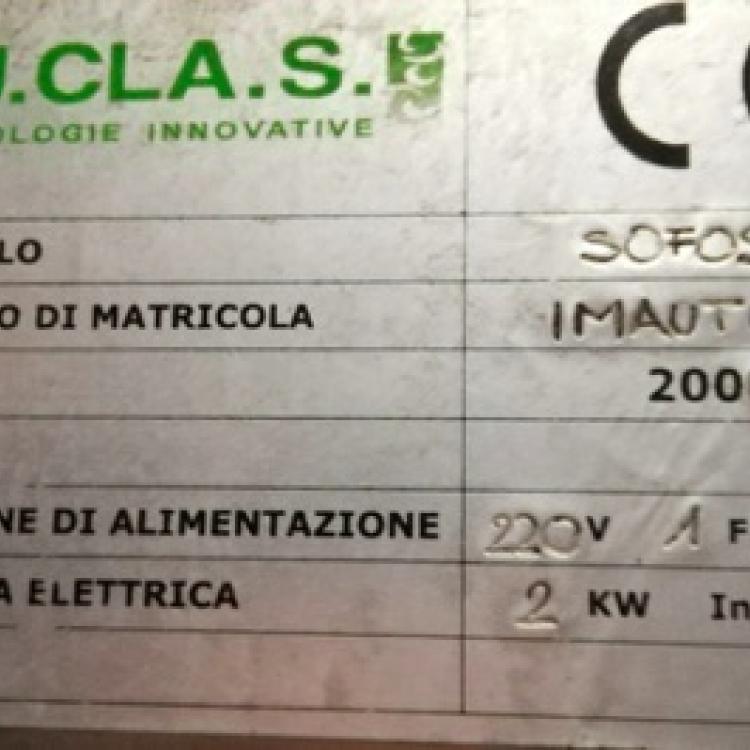 .CLA.S.
OLOGIE INNOVATIVE
C
LO SOFOS
O DI MATRICOLA IMAUT
200
NE DI ALIMENTAZIONE 220V 1 F
A ELETTRICA 2 KW In